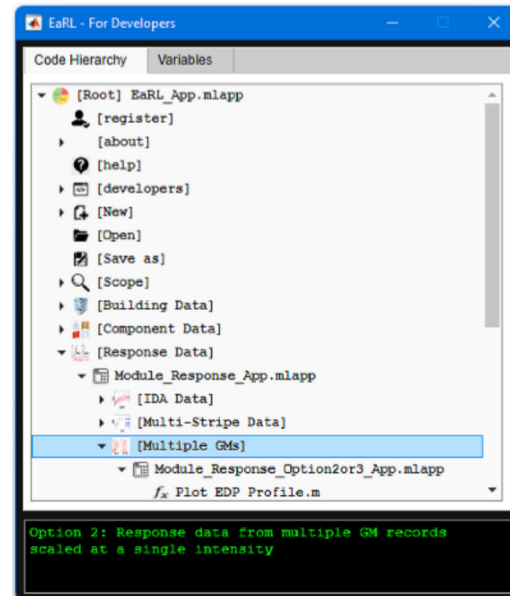 EaRL - For Developers
Code Hierarchy Variables
[Root] EaRL_App.mlapp
[register]
[about]
[help]
[developers]
[New]
[Open]
[Save as]
[Scope]
[Building Data]
[Component Data]
[Response Data]
Module_Response_App.mlapp
[IDA Data]
[Multi-Stripe Data]
[Multiple GMs]
Module_Response_Option2or3_App.mlapp
fx Plot EDP Profile.m
Option 2: Response data from multiple GM records
scaled at a single intensity